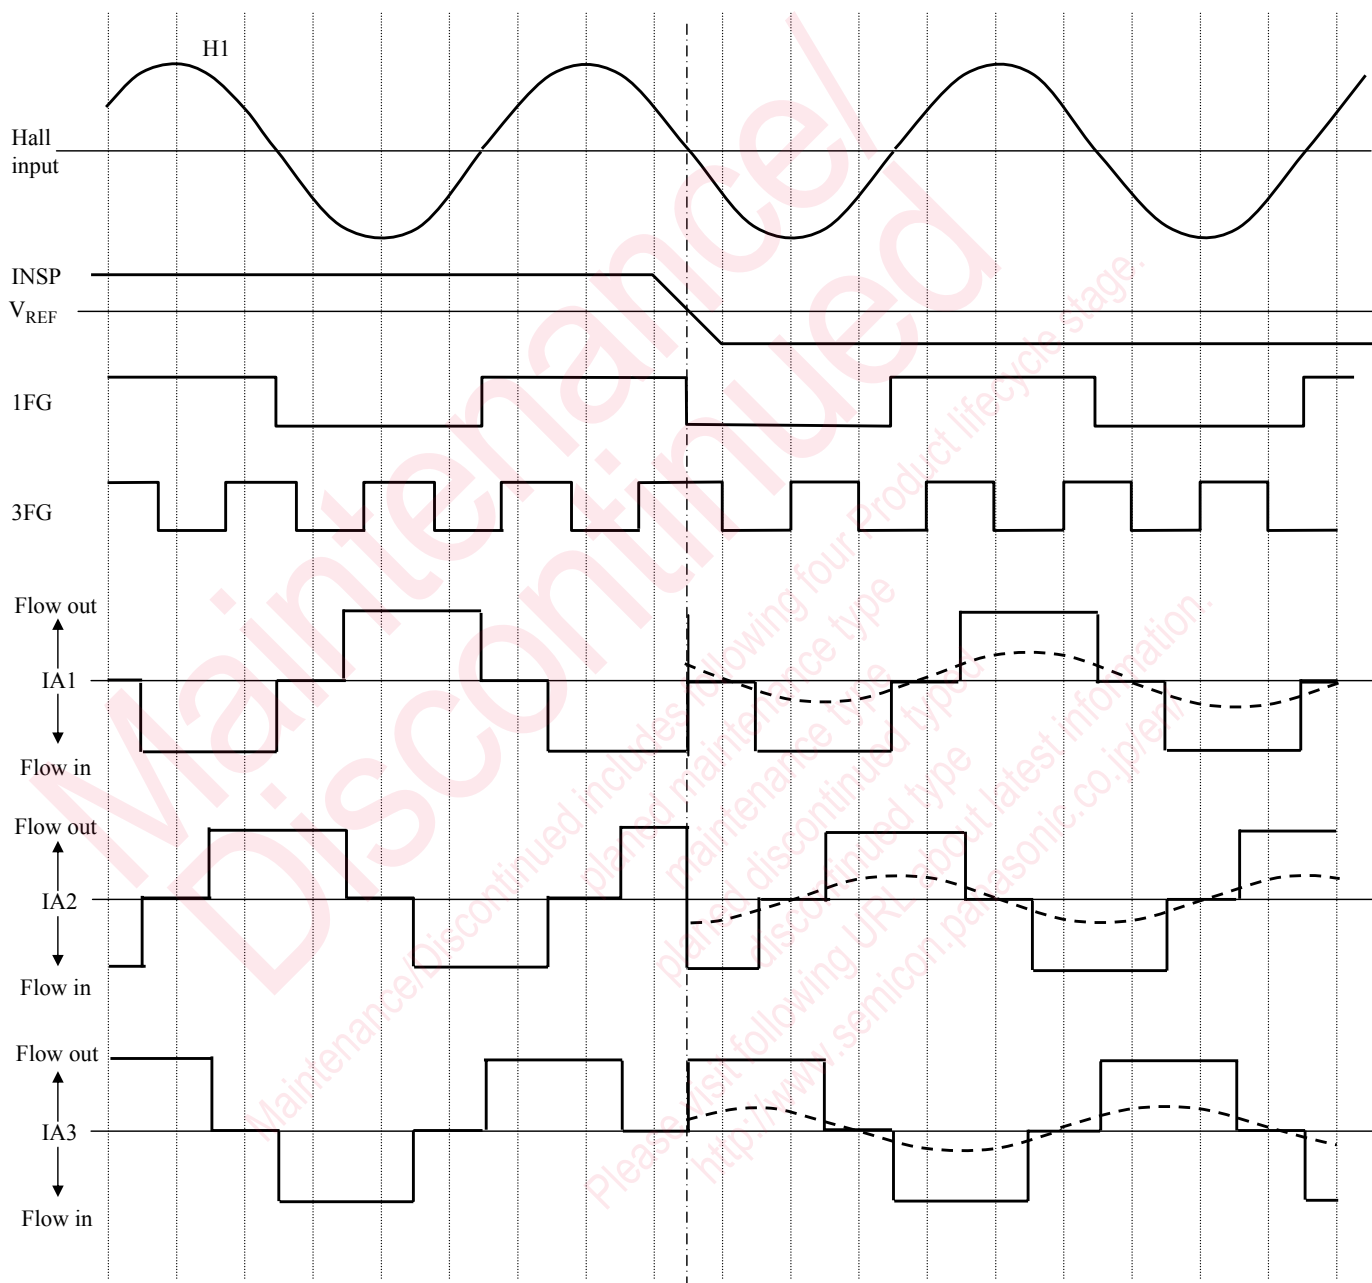 H1
Hall
input
INSP
VREF
1FG
3FG
Flow out
IA1
Flow in
Flow out
IA2
Flow in
Flow out
IA3
Flow in
Maintenance/
Discontinued
Maintenance/Discontinued includes following four Product lifecycle stage.
planed maintenance type
maintenance type
planed discontinued typed
discontinued type
Please visit following URL about latest information.
http://www.semicon.panasonic.co.jp/en/